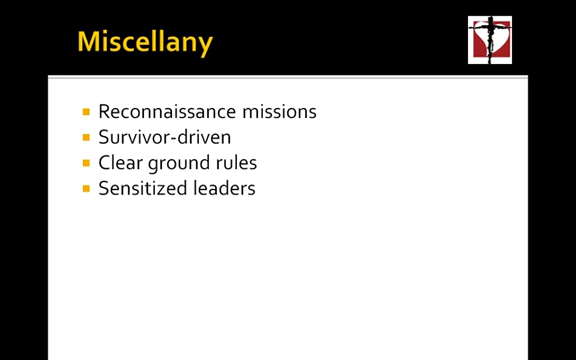 Miscellany
Reconnaissance missions
Survivor-driven
Clear ground rules
Sensitized leaders